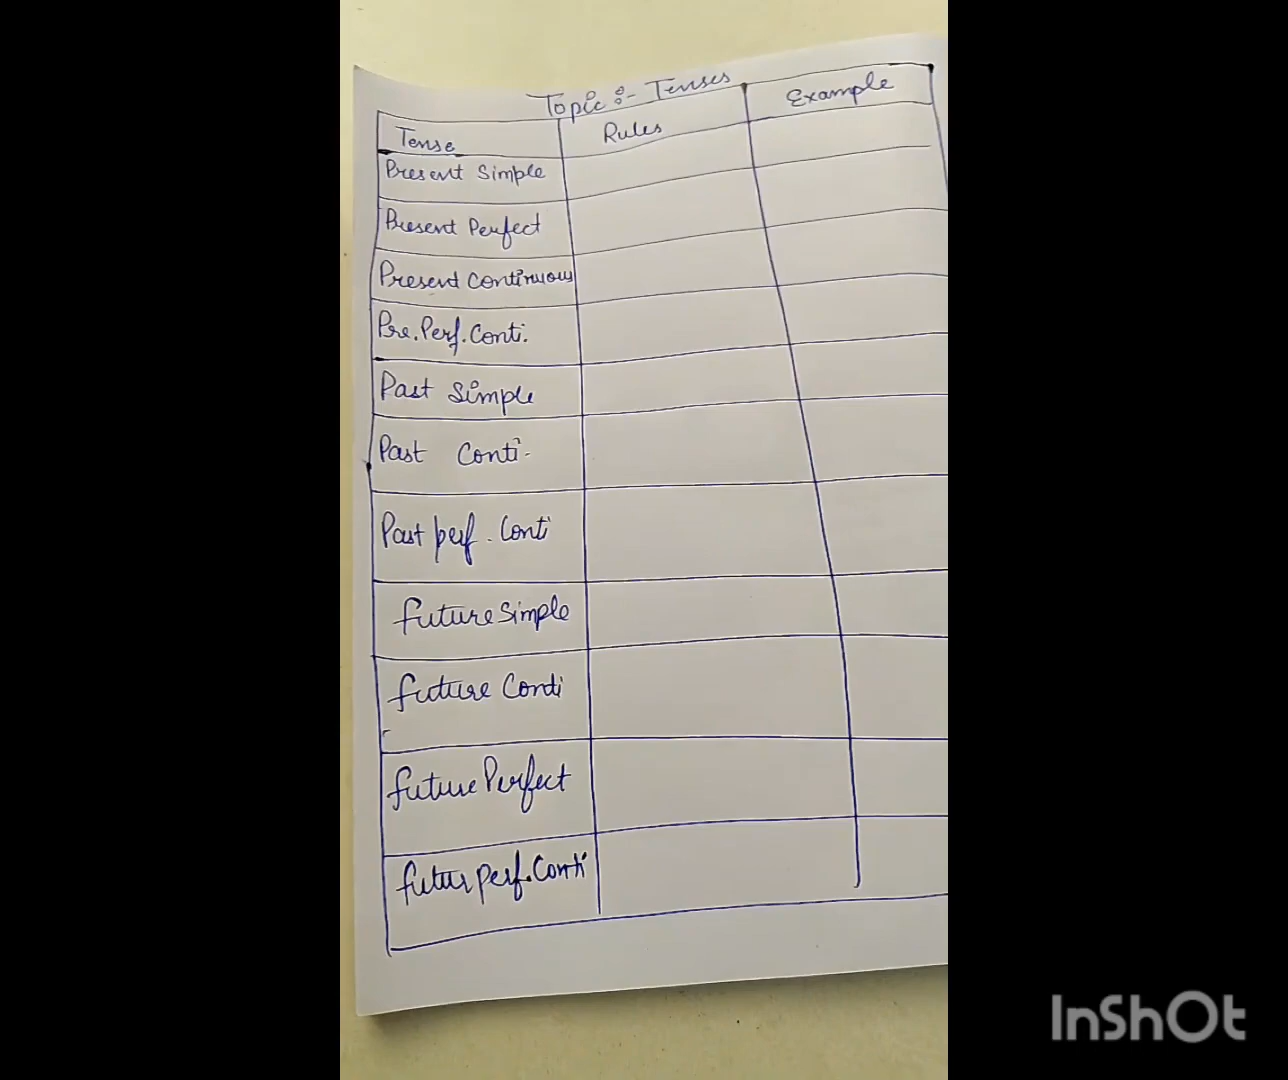 Topic :- Tenses
Tense Rules Example
Present Simple
Present Perfect
Present Continuous
Pre. Perf. Conti.
Past Simple
Past Conti.
Past perf. Conti
future Simple
future Conti
future Perfect
futur perf. Conti
InShOt